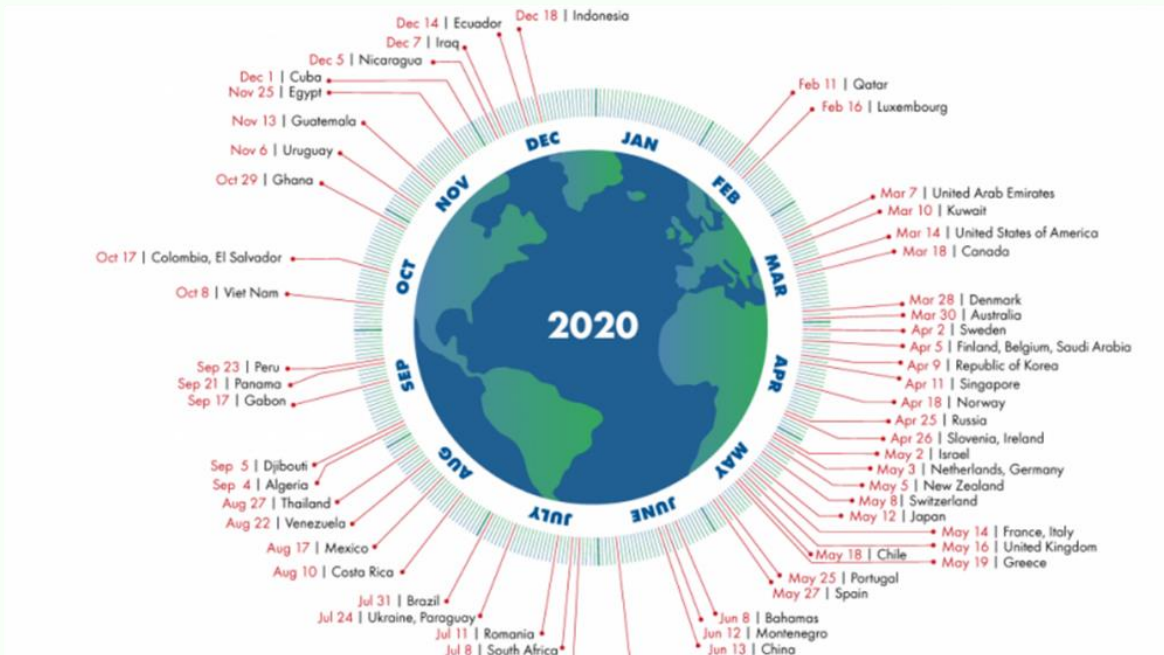 Dec 18 | Indonesia
Dec 14 | Ecuador
Dec 7 | Iraq
Dec 5 | Nicaragua
Dec 1 | Cuba
Nov 25 | Egypt
Nov 13 | Guatemala
Nov 6 | Uruguay
Oct 29 | Ghana
Oct 17 | Colombia, El Salvador
Oct 8 | Viet Nam
Sep 23 | Peru
Sep 21 | Panama
Sep 17 | Gabon
Sep 5 | Djibouti
Sep 4 | Algeria
Aug 27 | Thailand
Aug 22 | Venezuela
Aug 17 | Mexico
Aug 10 | Costa Rica
Jul 31 | Brazil
Jul 24 | Ukraine, Paraguay
Jul 11 | Romania
Jul 8 | South Africa
JAN
FEB
MAR
APR
MAY
JUNE
JULY
AUG
SEP
OCT
NOV
DEC
2020
Feb 11 | Qatar
Feb 16 | Luxembourg
Mar 7 | United Arab Emirates
Mar 10 | Kuwait
Mar 14 | United States of America
Mar 18 | Canada
Mar 28 | Denmark
Mar 30 | Australia
Apr 2 | Sweden
Apr 5 | Finland, Belgium, Saudi Arabia
Apr 9 | Republic of Korea
Apr 11 | Singapore
Apr 18 | Norway
Apr 25 | Russia
Apr 26 | Slovenia, Ireland
May 2 | Israel
May 3 | Netherlands, Germany
May 5 | New Zealand
May 8 | Switzerland
May 12 | Japan
May 14 | France, Italy
May 16 | United Kingdom
May 18 | Chile
May 19 | Greece
May 25 | Portugal
May 27 | Spain
Jun 8 | Bahamas
Jun 12 | Montenegro
Jun 13 | China